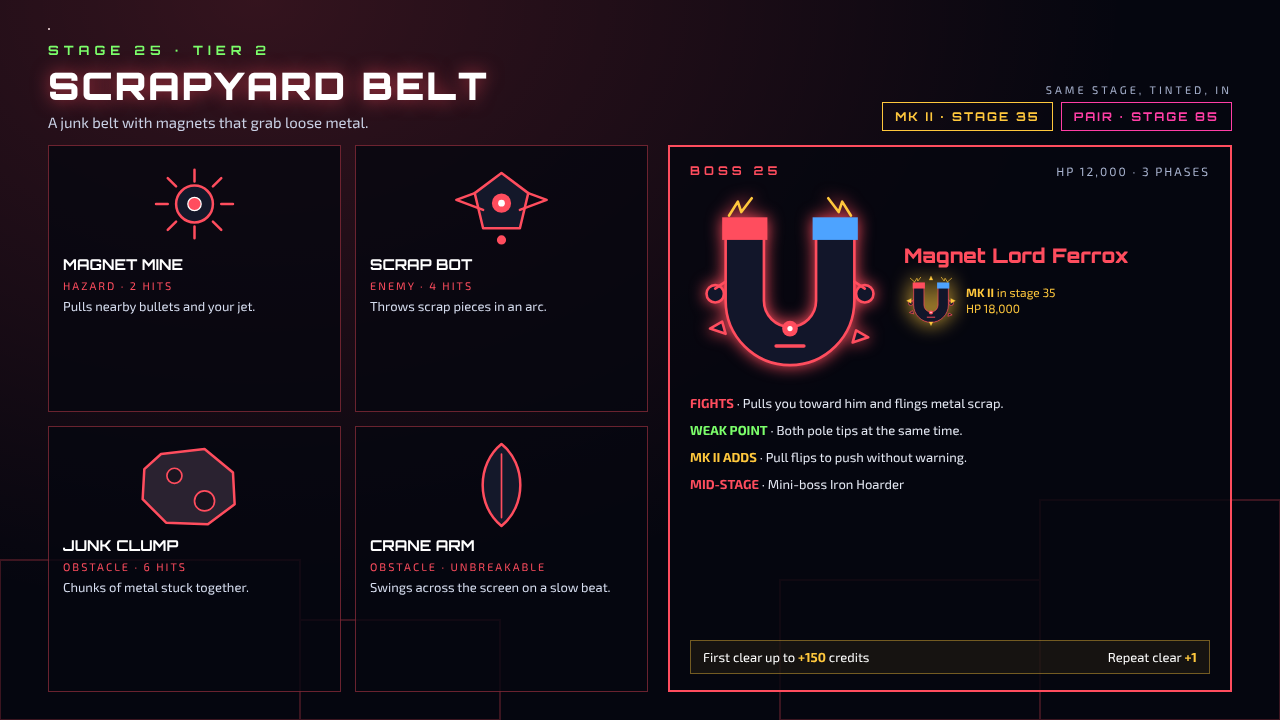 STAGE 25 · TIER 2
SCRAPYARD BELT
A junk belt with magnets that grab loose metal.
SAME STAGE, TINTED, IN
MK II · STAGE 35
PAIR · STAGE 85
MAGNET MINE
HAZARD · 2 HITS
Pulls nearby bullets and your jet.
SCRAP BOT
ENEMY · 4 HITS
Throws scrap pieces in an arc.
JUNK CLUMP
OBSTACLE · 6 HITS
Chunks of metal stuck together.
CRANE ARM
OBSTACLE · UNBREAKABLE
Swings across the screen on a slow beat.
BOSS 25
HP 12,000 · 3 PHASES
Magnet Lord Ferrox
MK II in stage 35
HP 18,000
FIGHTS · Pulls you toward him and flings metal scrap.
WEAK POINT · Both pole tips at the same time.
MK II ADDS · Pull flips to push without warning.
MID-STAGE · Mini-boss Iron Hoarder
First clear up to +150 credits
Repeat clear +1